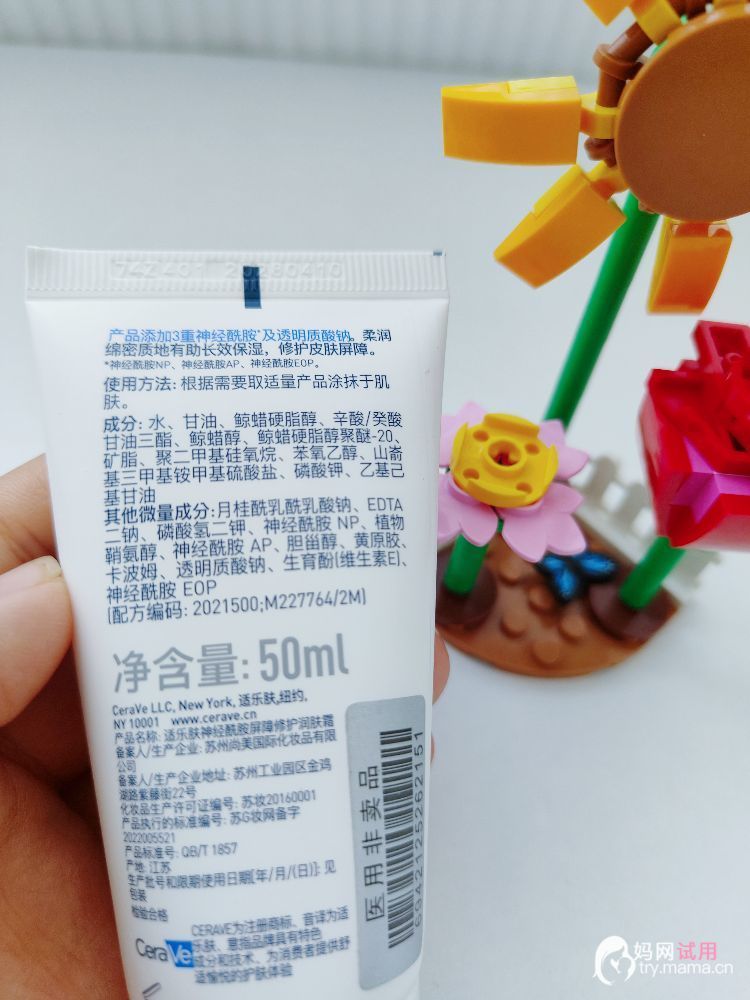 74Z401 20280410
产品添加3重神经酰胺*及透明质酸钠。柔润
绵密质地有助长效保湿，修护皮肤屏障。
*神经酰胺NP、神经酰胺AP、神经酰胺EOP。
使用方法: 根据需要取适量产品涂抹于肌
肤。
成分: 水、甘油、鲸蜡硬脂醇、辛酸/癸酸
甘油三酯、鲸蜡醇、鲸蜡硬脂醇聚醚-20、
矿脂、聚二甲基硅氧烷、苯氧乙醇、山嵛
基三甲基铵甲基硫酸盐、磷酸钾、乙基己
基甘油
其他微量成分:月桂酰乳酰乳酸钠、EDTA
二钠、磷酸氢二钾、神经酰胺 NP、植物
鞘氨醇、神经酰胺 AP、胆甾醇、黄原胶、
卡波姆、透明质酸钠、生育酚(维生素E)、
神经酰胺 EOP
(配方编码: 2021500;M227764/2M)
净含量: 50ml
CeraVe LLC, New York, 适乐肤,纽约,
NY 10001 www.cerave.cn
产品名称: 适乐肤神经酰胺屏障修护润肤霜
备案人/生产企业: 苏州尚美国际化妆品有限
公司
备案人/生产企业地址: 苏州工业园区金鸡
湖路紫藤街22号
化妆品生产许可证编号: 苏妆20160001
产品执行的标准编号: 苏G妆网备字
2022005521
产品标准号: QB/T 1857
产地: 江苏
生产批号和限期使用日期[年/月/(日)]: 见
包装
检验合格
CeraVe
CERAVE为注册商标、音译为适
乐肤、意指品牌具有特色
成分和技术、为消费者提供舒
适愉悦的护肤体验
医用非卖品
6942125262151
妈网试用
try.mama.cn